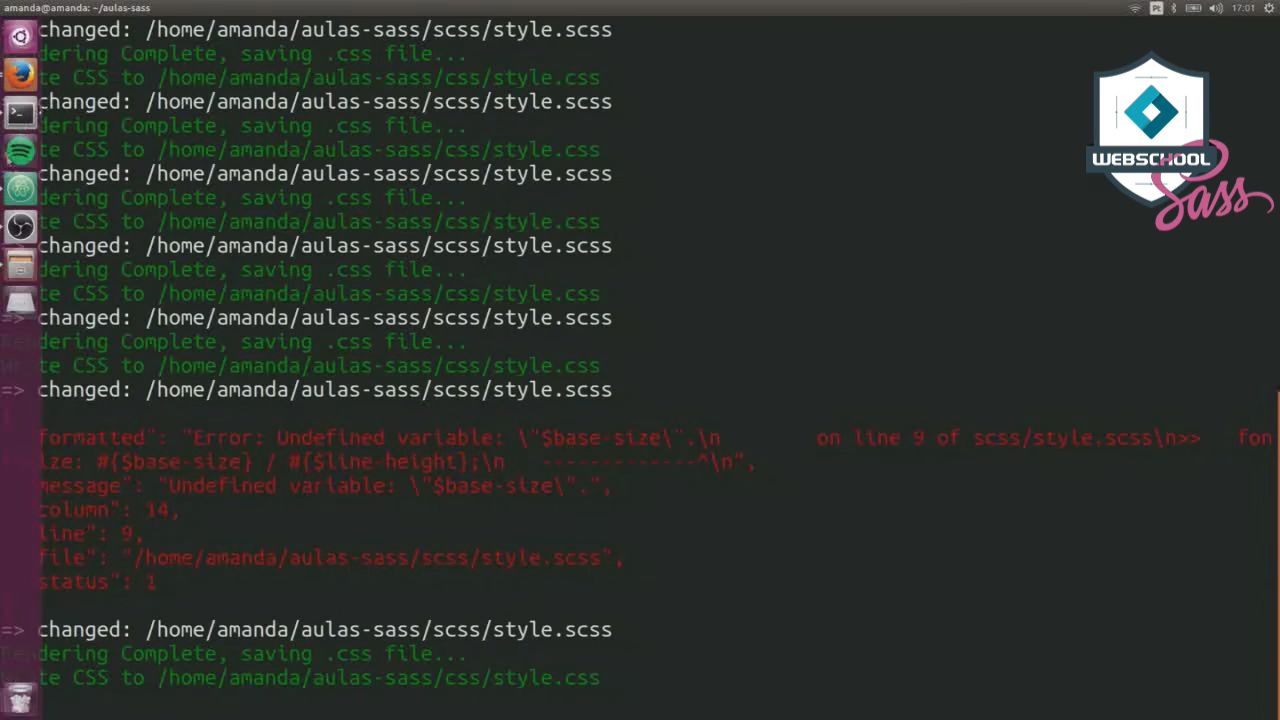 amanda@amanda: ~/aulas-sass
Pt
17:01
changed: /home/amanda/aulas-sass/scss/style.scss
dering Complete, saving .css file...
te CSS to /home/amanda/aulas-sass/css/style.css
changed: /home/amanda/aulas-sass/scss/style.scss
dering Complete, saving .css file...
te CSS to /home/amanda/aulas-sass/css/style.css
changed: /home/amanda/aulas-sass/scss/style.scss
dering Complete, saving .css file...
te CSS to /home/amanda/aulas-sass/css/style.css
changed: /home/amanda/aulas-sass/scss/style.scss
dering Complete, saving .css file...
te CSS to /home/amanda/aulas-sass/css/style.css
=> changed: /home/amanda/aulas-sass/scss/style.scss
Rendering Complete, saving .css file...
Wrote CSS to /home/amanda/aulas-sass/css/style.css
=> changed: /home/amanda/aulas-sass/scss/style.scss
formatted": "Error: Undefined variable: \"$base-size\".\n        on line 9 of scss/style.scss\n>>   fon
ize: #{$base-size} / #{$line-height};\n   -------------^\n",
message": "Undefined variable: \"$base-size\".",
column": 14,
line": 9,
file": "/home/amanda/aulas-sass/scss/style.scss",
status": 1
=> changed: /home/amanda/aulas-sass/scss/style.scss
Rendering Complete, saving .css file...
Wrote CSS to /home/amanda/aulas-sass/css/style.css
WEBSCHOOL
Sass